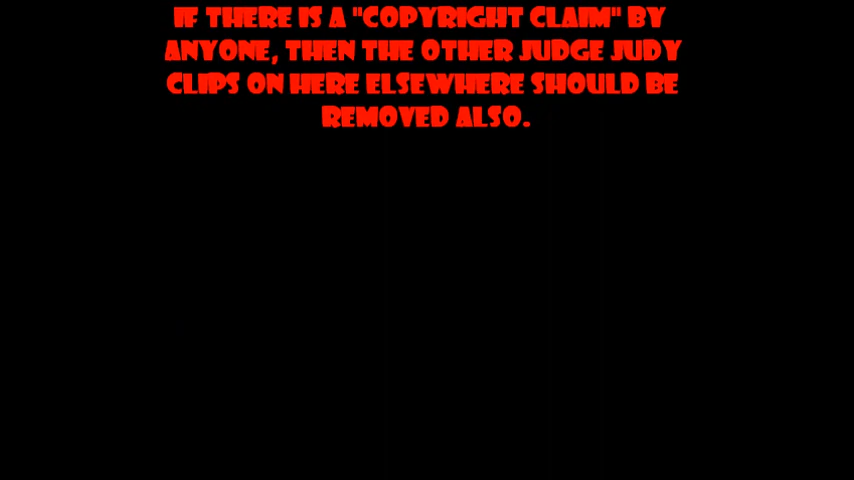 IF THERE IS A "COPYRIGHT CLAIM" BY
ANYONE, THEN THE OTHER JUDGE JUDY
CLIPS ON HERE ELSEWHERE SHOULD BE
REMOVED ALSO.